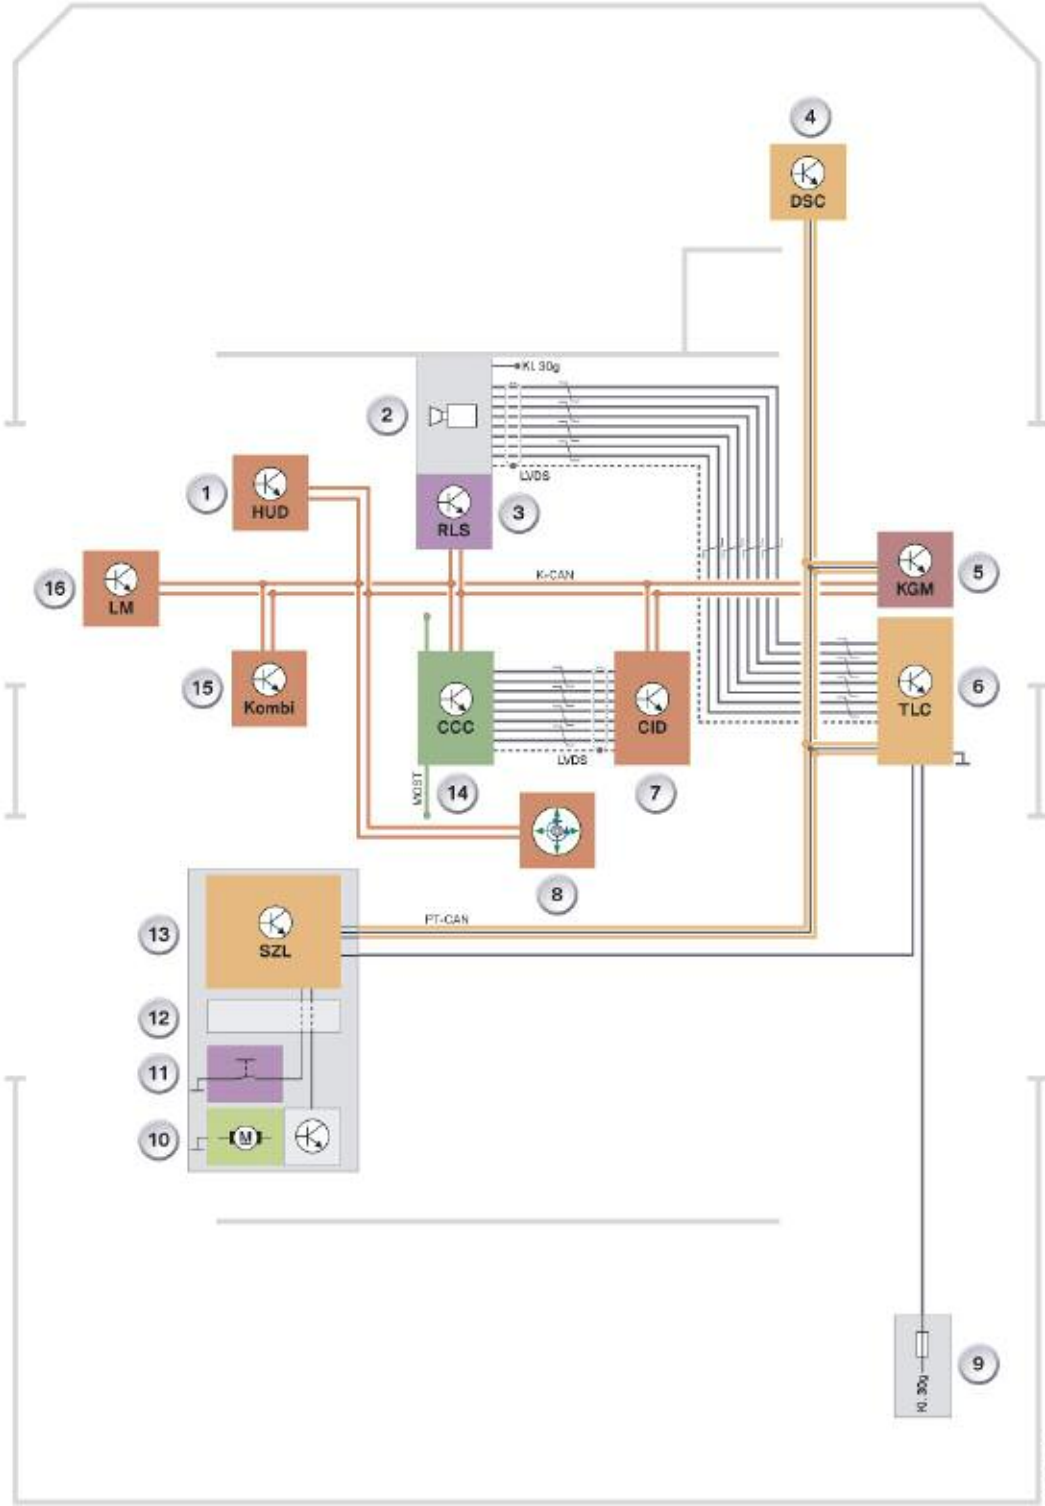 4
DSC
Kl. 30g
2
LVDS
1
HUD
RLS
3
16
LM
K-CAN
KGM
5
15
Kombi
CCC
CID
TLC
6
LVDS
MOST
14
7
8
13
SZL
PT-CAN
12
11
10
M
9
Kl. 30g